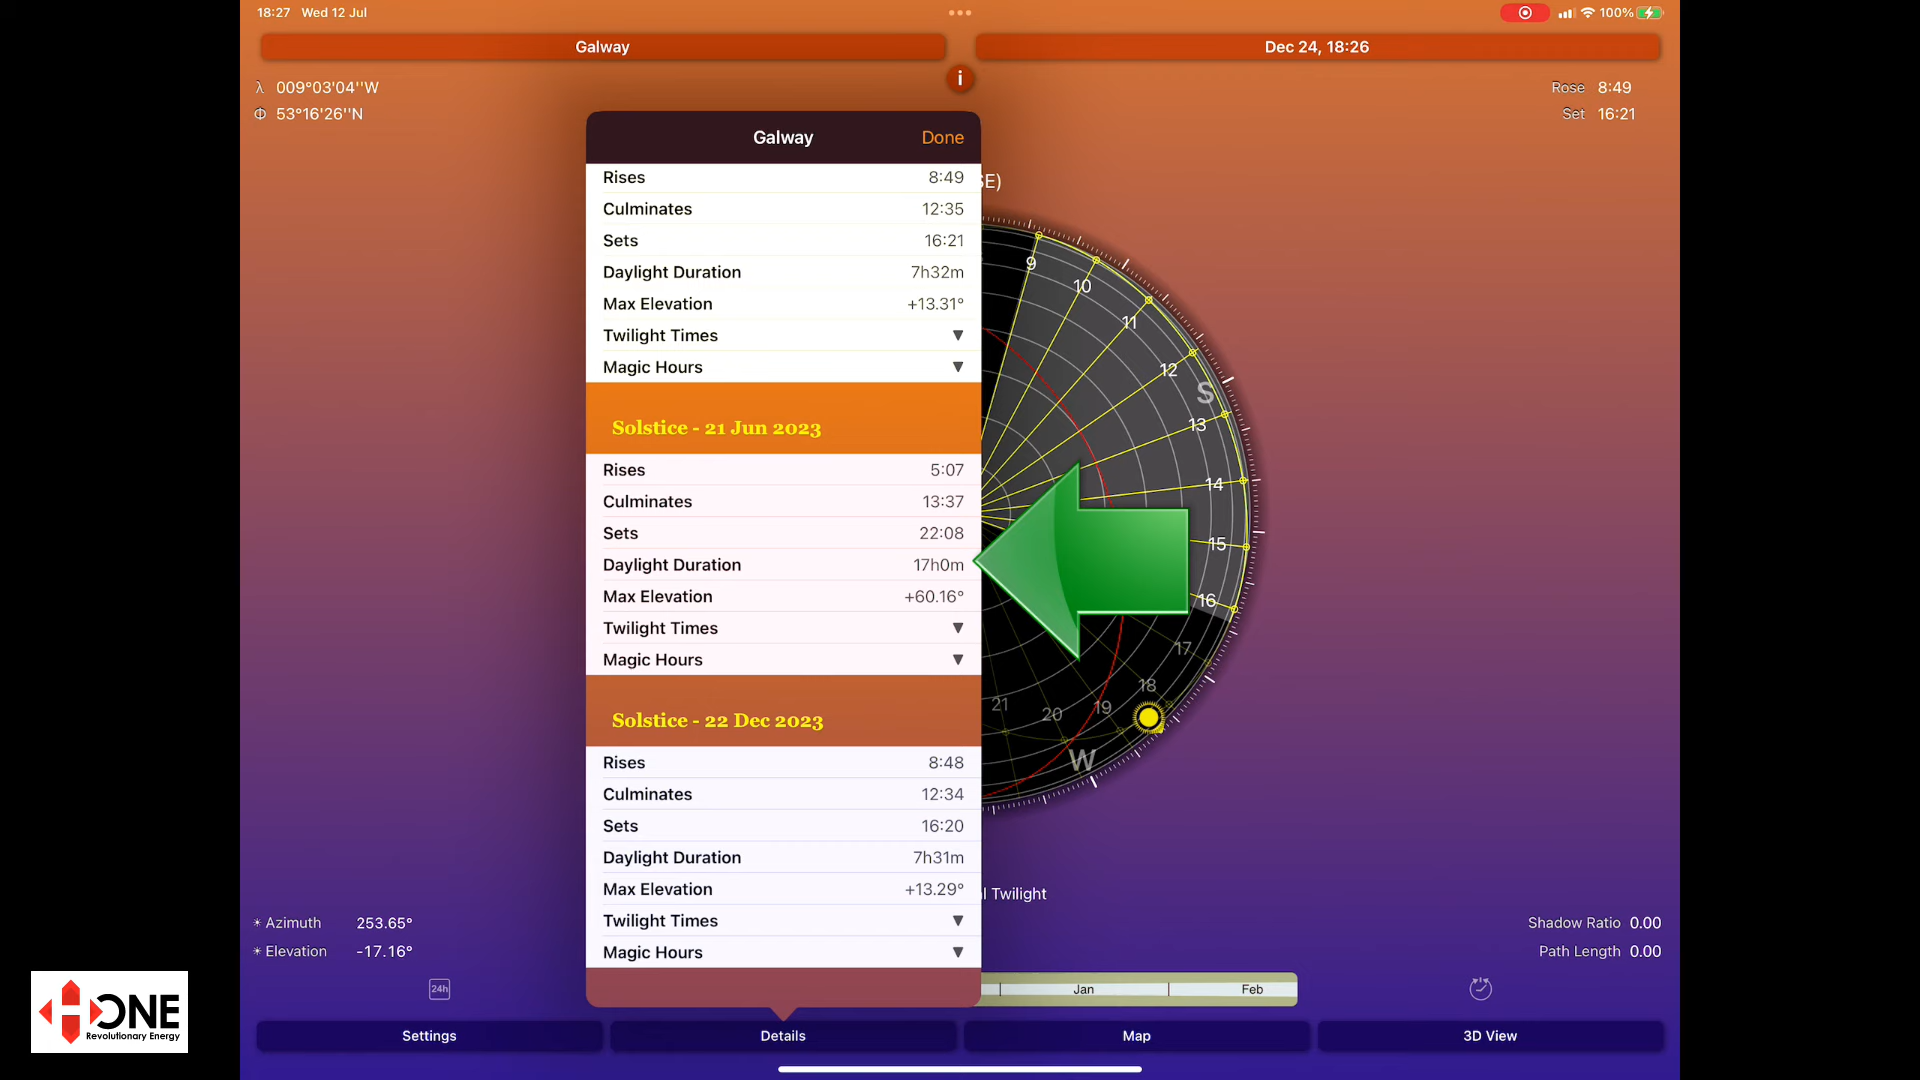 18:27 Wed 12 Jul
100%
Galway
Dec 24, 18:26
i
λ 009°03'04''W
Φ 53°16'26''N
Rose 8:49
Set 16:21
Galway Done
SE)
Rises 8:49
Culminates 12:35
Sets 16:21
Daylight Duration 7h32m
Max Elevation +13.31°
Twilight Times ▼
Magic Hours ▼
Solstice - 21 Jun 2023
Rises 5:07
Culminates 13:37
Sets 22:08
Daylight Duration 17h0m
Max Elevation +60.16°
Twilight Times ▼
Magic Hours ▼
Solstice - 22 Dec 2023
Rises 8:48
Culminates 12:34
Sets 16:20
Daylight Duration 7h31m
Max Elevation +13.29°
Twilight Times ▼
Magic Hours ▼
9
10
11
12
S
13
14
15
16
17
18
19
20
21
W
l Twilight
Azimuth 253.65°
Elevation -17.16°
Shadow Ratio 0.00
Path Length 0.00
24h
Jan Feb
Settings
Details
Map
3D View
H ONE
Revolutionary Energy